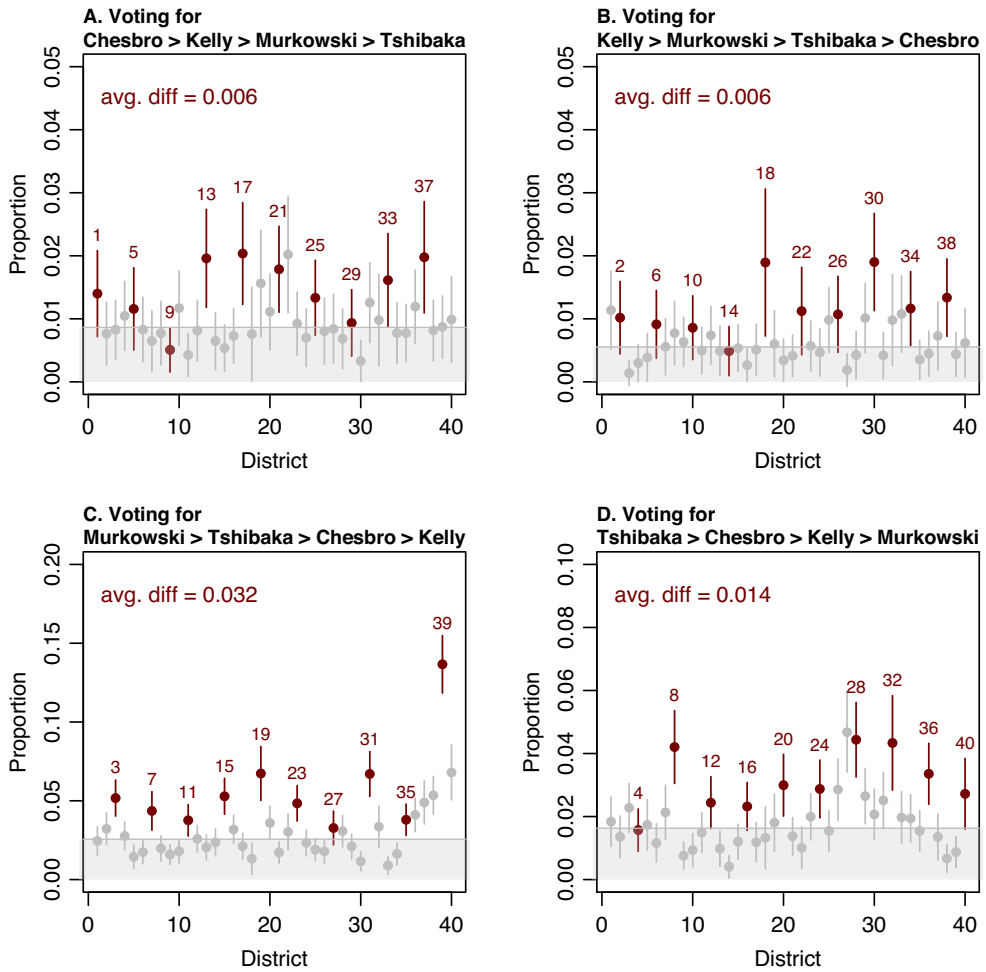 A. Voting for
Chesbro > Kelly > Murkowski > Tshibaka
avg. diff = 0.006
0.05
0.04
0.03
0.02
0.01
0.00
Proportion
1
5
9
13
17
21
25
29
33
37
0 10 20 30 40
District
B. Voting for
Kelly > Murkowski > Tshibaka > Chesbro
avg. diff = 0.006
0.05
0.04
0.03
0.02
0.01
0.00
Proportion
2
6
10
14
18
22
26
30
34
38
0 10 20 30 40
District
C. Voting for
Murkowski > Tshibaka > Chesbro > Kelly
avg. diff = 0.032
0.20
0.15
0.10
0.05
0.00
Proportion
3
7
11
15
19
23
27
31
35
39
0 10 20 30 40
District
D. Voting for
Tshibaka > Chesbro > Kelly > Murkowski
avg. diff = 0.014
0.10
0.08
0.06
0.04
0.02
0.00
Proportion
4
8
12
16
20
24
28
32
36
40
0 10 20 30 40
District